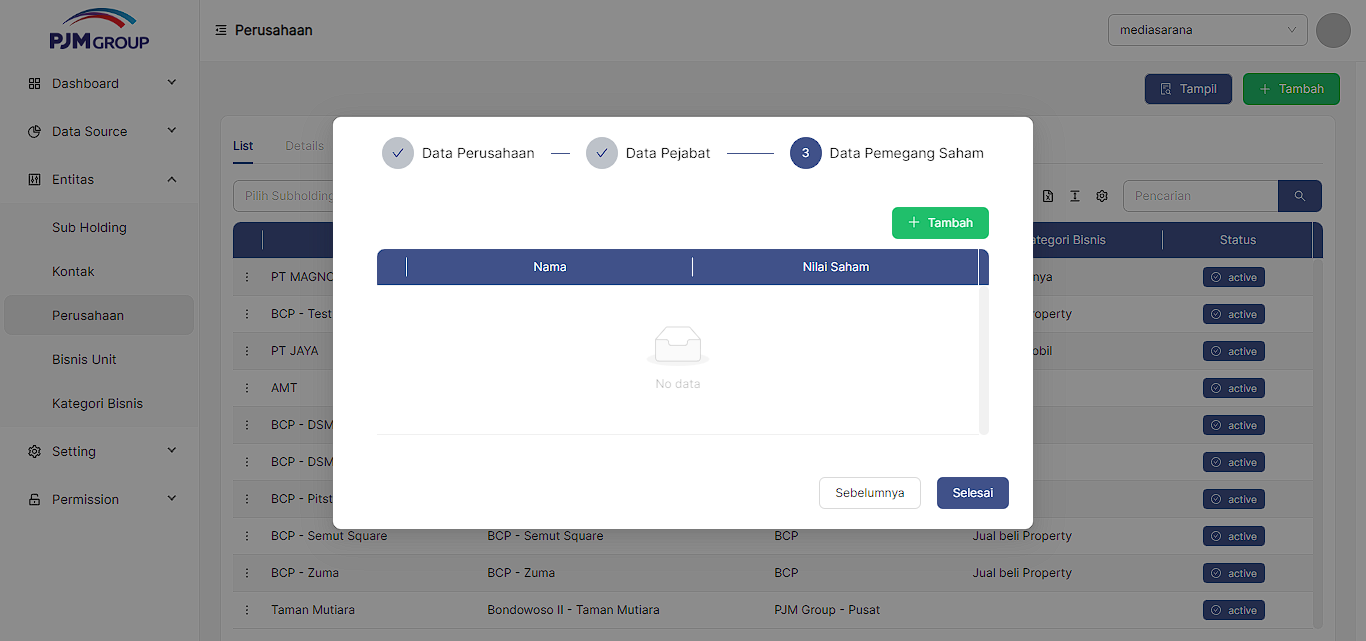 PJM GROUP
Perusahaan
mediasarana
Dashboard
Data Source
Entitas
Sub Holding
Kontak
Perusahaan
Bisnis Unit
Kategori Bisnis
Setting
Permission
Tampil
Tambah
List
Details
Pilih Subholding
Pencarian
ategori Bisnis
Status
PT MAGNO
nya
active
BCP - Test
operty
active
PT JAYA
obil
active
AMT
active
BCP - DSM
active
BCP - DSM
active
BCP - Pitst
active
BCP - Semut Square
BCP - Semut Square
BCP
Jual beli Property
active
BCP - Zuma
BCP - Zuma
BCP
Jual beli Property
active
Taman Mutiara
Bondowoso II - Taman Mutiara
PJM Group - Pusat
active
Data Perusahaan
Data Pejabat
3
Data Pemegang Saham
Tambah
Nama
Nilai Saham
No data
Sebelumnya
Selesai